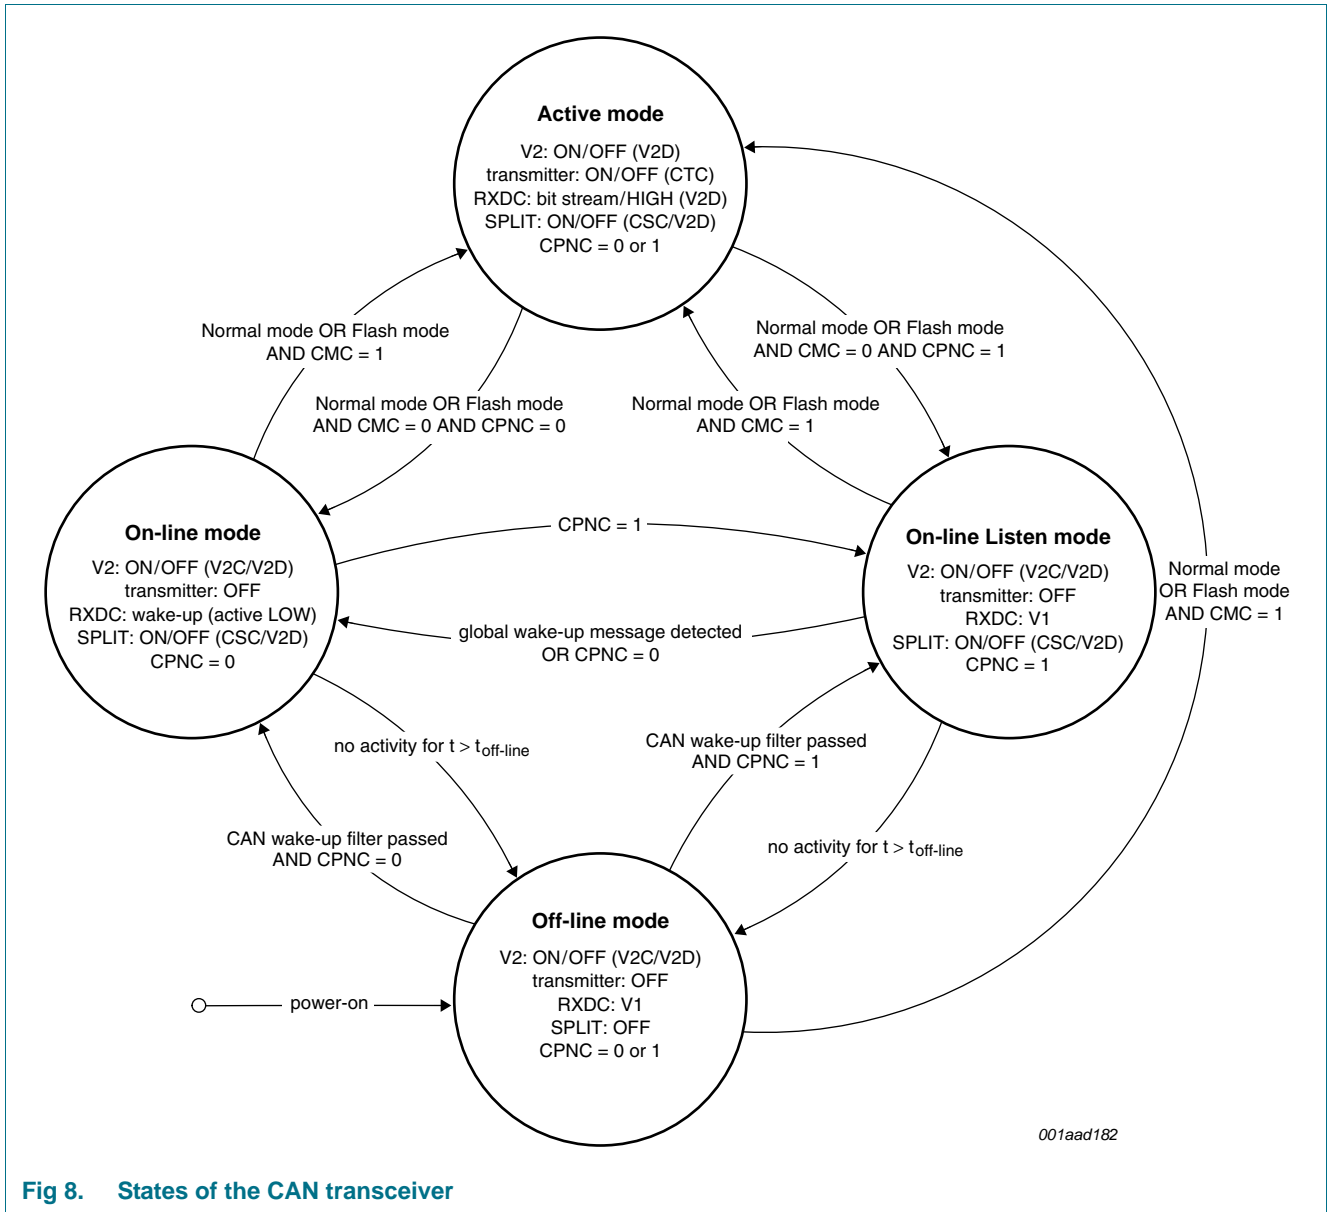 Active mode
V2: ON/OFF (V2D)
transmitter: ON/OFF (CTC)
RXDC: bit stream/HIGH (V2D)
SPLIT: ON/OFF (CSC/V2D)
CPNC = 0 or 1
Normal mode OR Flash mode
AND CMC = 1
Normal mode OR Flash mode
AND CMC = 0 AND CPNC = 1
Normal mode OR Flash mode
AND CMC = 0 AND CPNC = 0
Normal mode OR Flash mode
AND CMC = 1
On-line mode
V2: ON/OFF (V2C/V2D)
transmitter: OFF
RXDC: wake-up (active LOW)
SPLIT: ON/OFF (CSC/V2D)
CPNC = 0
CPNC = 1
global wake-up message detected
OR CPNC = 0
On-line Listen mode
V2: ON/OFF (V2C/V2D)
transmitter: OFF
RXDC: V1
SPLIT: ON/OFF (CSC/V2D)
CPNC = 1
Normal mode
OR Flash mode
AND CMC = 1
no activity for t > toff-line
CAN wake-up filter passed
AND CPNC = 1
CAN wake-up filter passed
AND CPNC = 0
no activity for t > toff-line
Off-line mode
V2: ON/OFF (V2C/V2D)
transmitter: OFF
RXDC: V1
SPLIT: OFF
CPNC = 0 or 1
power-on
001aad182
Fig 8. States of the CAN transceiver